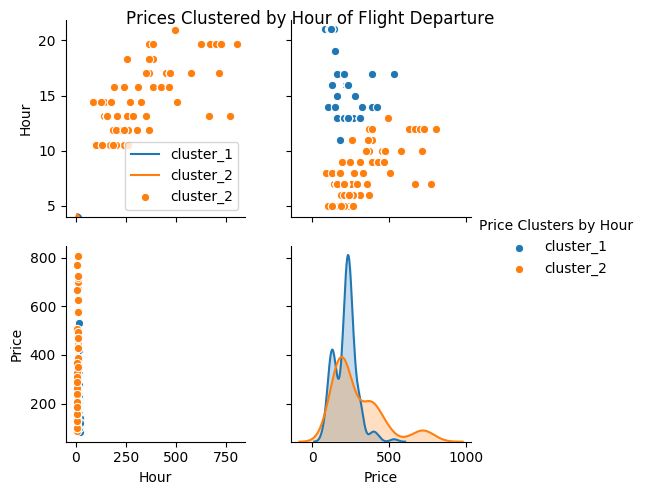 Prices Clustered by Hour of Flight Departure
20
15
10
5
Hour
cluster_1
cluster_2
cluster_2
Price Clusters by Hour
cluster_1
cluster_2
800
600
400
200
Price
0
250
500
750
Hour
0
500
1000
Price